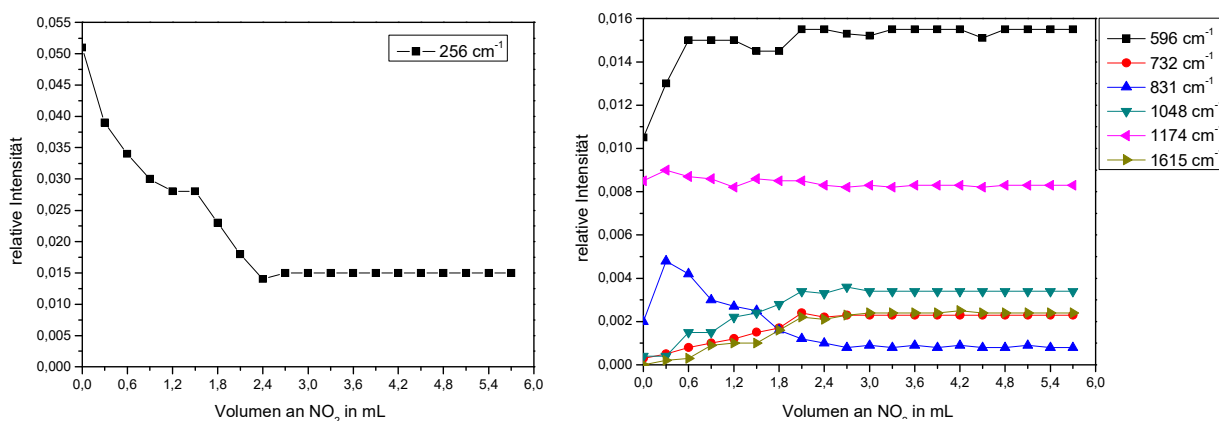 0,055
0,050
0,045
0,040
0,035
0,030
0,025
0,020
0,015
0,010
0,005
0,000
relative Intensität
256 cm⁻¹
0,0 0,6 1,2 1,8 2,4 3,0 3,6 4,2 4,8 5,4 6,0
Volumen an NO₂ in mL
0,016
0,014
0,012
0,010
0,008
0,006
0,004
0,002
0,000
relative Intensität
596 cm⁻¹
732 cm⁻¹
831 cm⁻¹
1048 cm⁻¹
1174 cm⁻¹
1615 cm⁻¹
0,0 0,6 1,2 1,8 2,4 3,0 3,6 4,2 4,8 5,4 6,0
Volumen an NO₂ in mL